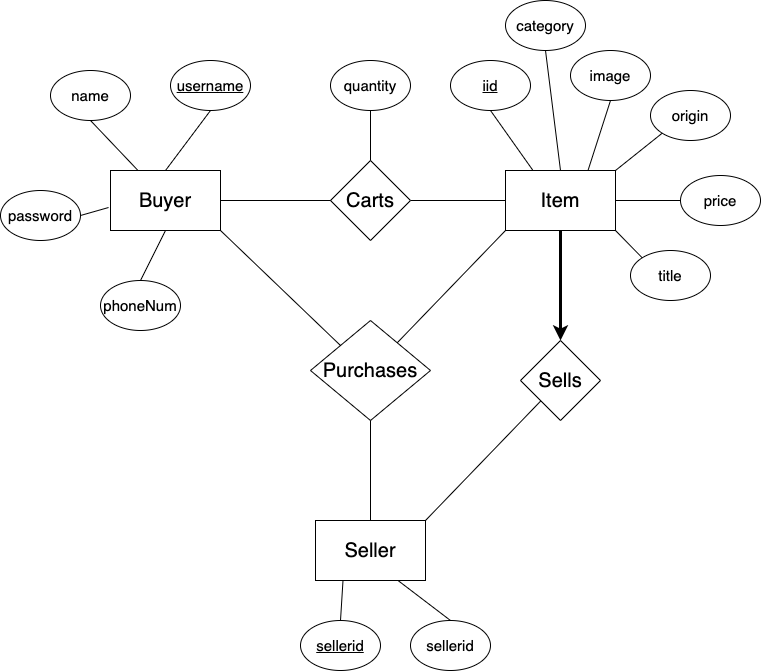 category
name
username
quantity
iid
image
origin
password
Buyer
Carts
Item
price
phoneNum
title
Purchases
Sells
Seller
sellerid
sellerid